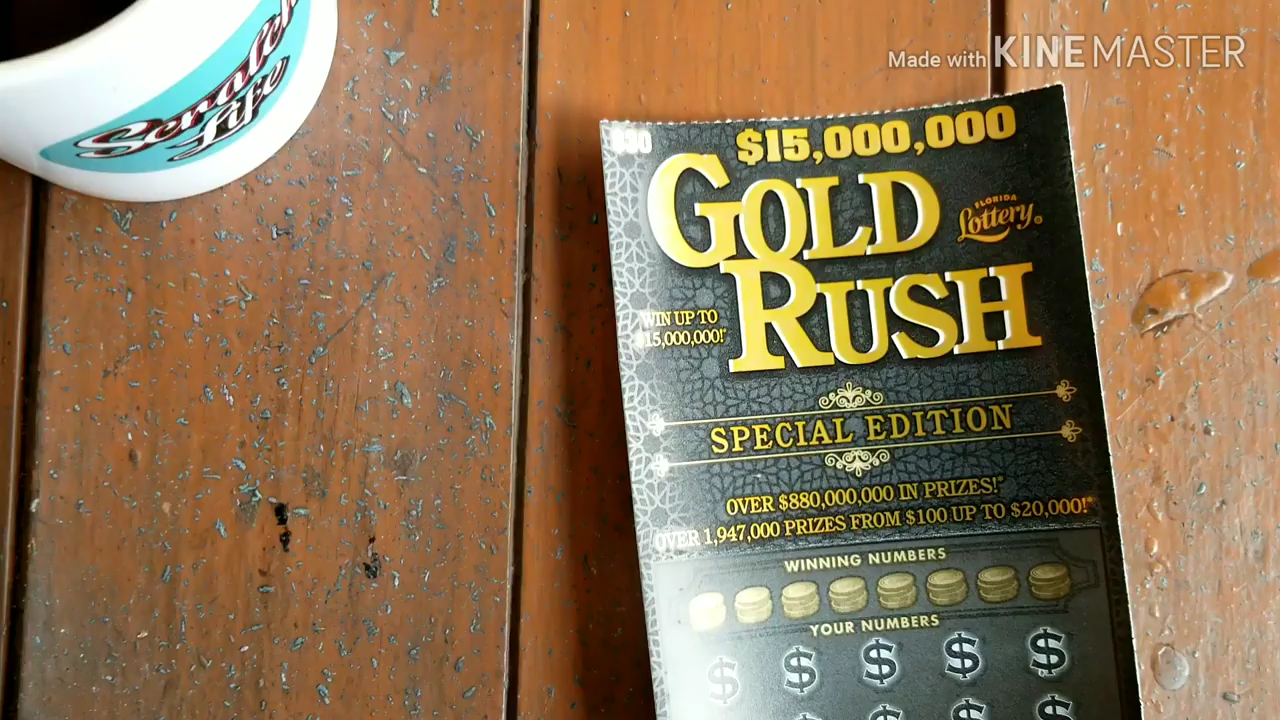 Scratch
Life
Made with KINEMASTER
$30
$15,000,000
GOLD
RUSH
FLORIDA
Lottery
WIN UP TO
$15,000,000!*
SPECIAL EDITION
OVER $880,000,000 IN PRIZES!*
OVER 1,947,000 PRIZES FROM $100 UP TO $20,000!*
WINNING NUMBERS
YOUR NUMBERS
$ $ $ $ $